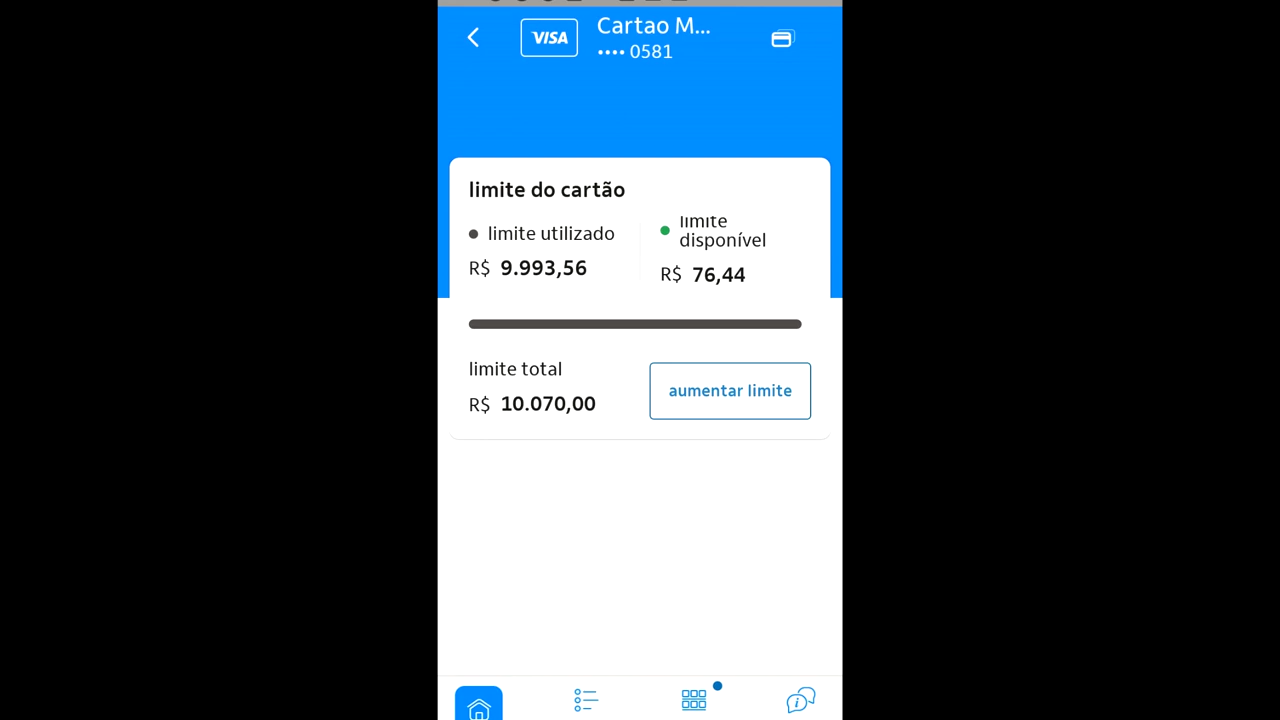 VISA
Cartao M...
•••• 0581
limite do cartão
limite utilizado
R$ 9.993,56
limite
disponível
R$ 76,44
limite total
R$ 10.070,00
aumentar limite